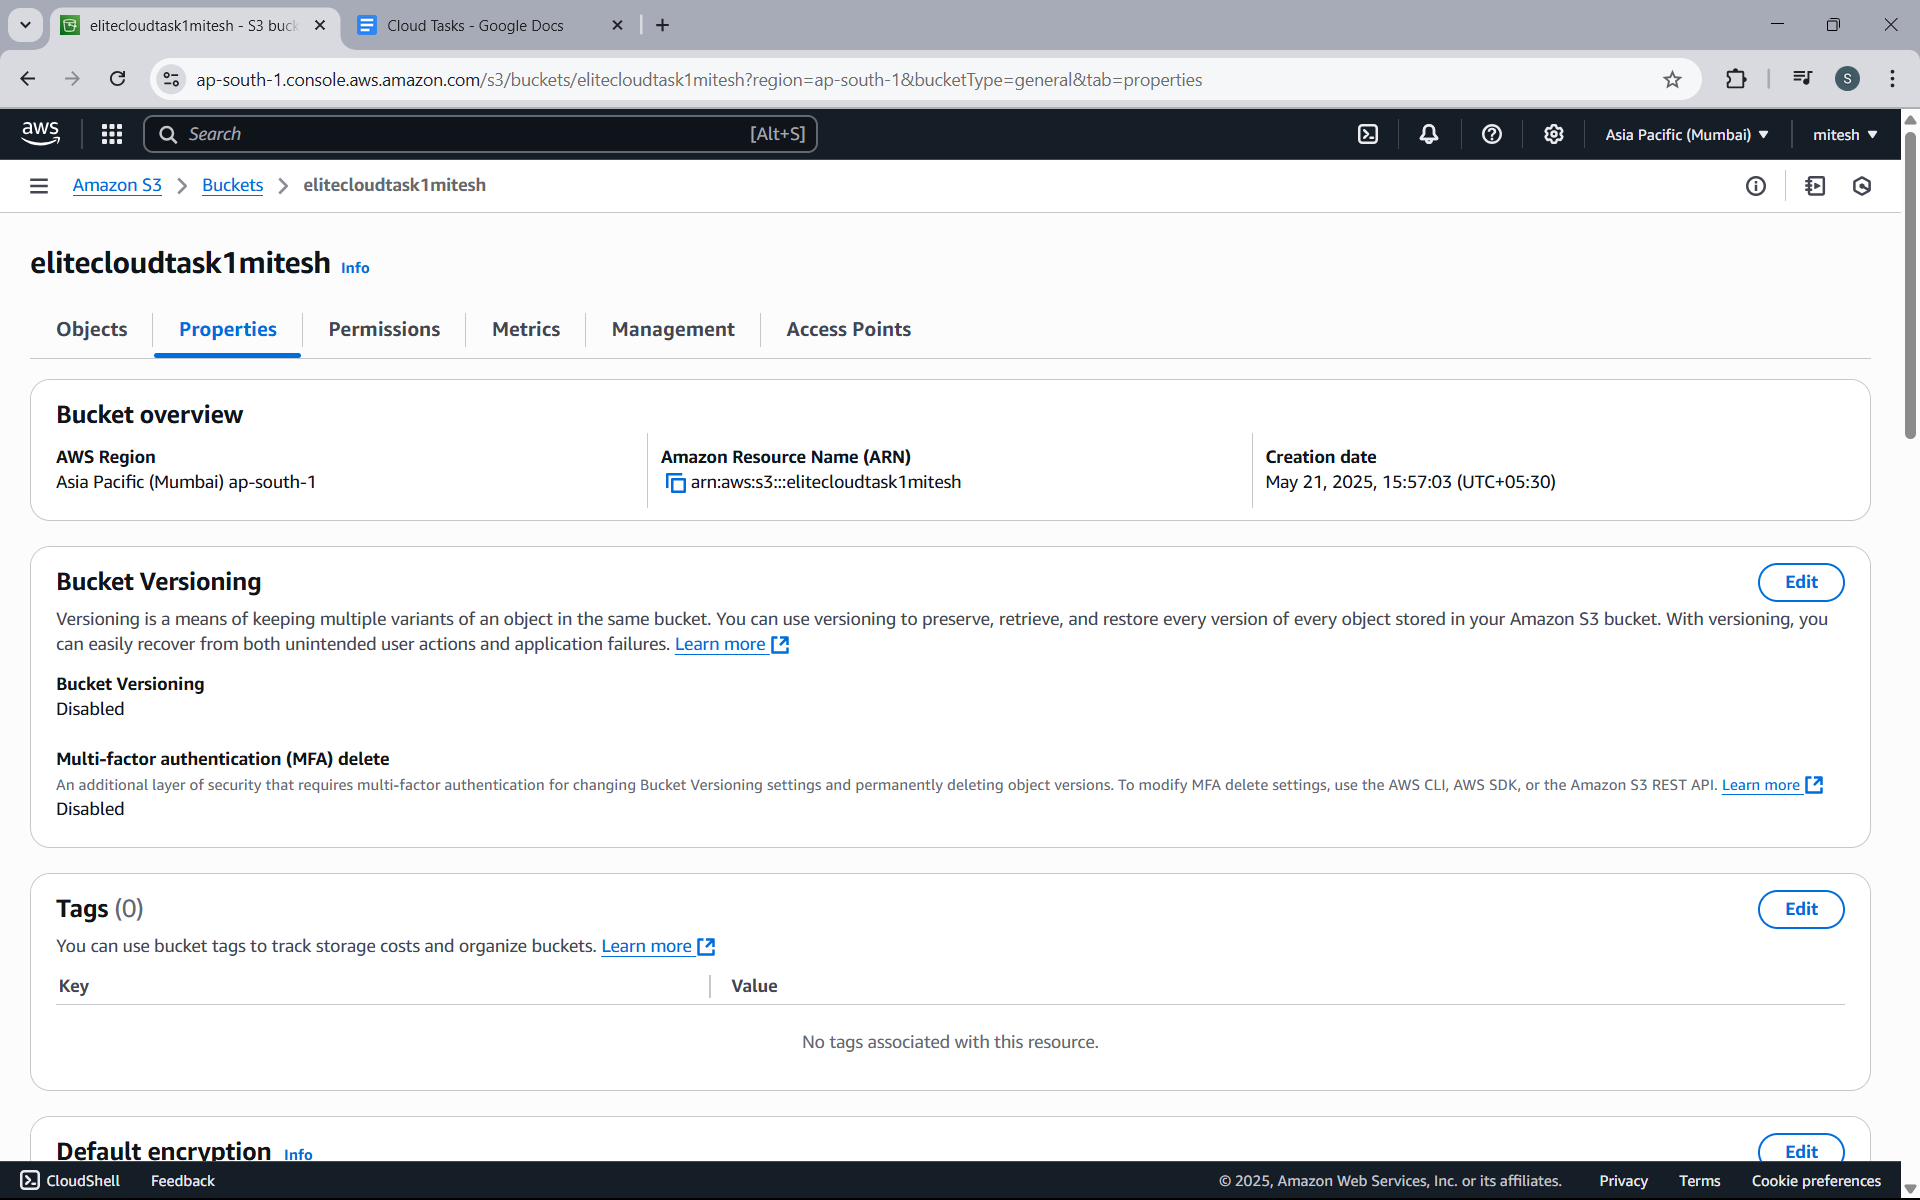 elitecloudtask1mitesh - S3 buck
Cloud Tasks - Google Docs
ap-south-1.console.aws.amazon.com/s3/buckets/elitecloudtask1mitesh?region=ap-south-1&bucketType=general&tab=properties
S
aws
Search
[Alt+S]
Asia Pacific (Mumbai)
mitesh
Amazon S3
Buckets
elitecloudtask1mitesh
elitecloudtask1mitesh Info
Objects
Properties
Permissions
Metrics
Management
Access Points
Bucket overview
AWS Region
Asia Pacific (Mumbai) ap-south-1
Amazon Resource Name (ARN)
arn:aws:s3:::elitecloudtask1mitesh
Creation date
May 21, 2025, 15:57:03 (UTC+05:30)
Bucket Versioning
Edit
Versioning is a means of keeping multiple variants of an object in the same bucket. You can use versioning to preserve, retrieve, and restore every version of every object stored in your Amazon S3 bucket. With versioning, you
can easily recover from both unintended user actions and application failures. Learn more
Bucket Versioning
Disabled
Multi-factor authentication (MFA) delete
An additional layer of security that requires multi-factor authentication for changing Bucket Versioning settings and permanently deleting object versions. To modify MFA delete settings, use the AWS CLI, AWS SDK, or the Amazon S3 REST API. Learn more
Disabled
Tags (0)
Edit
You can use bucket tags to track storage costs and organize buckets. Learn more
Key
Value
No tags associated with this resource.
Default encryption Info
Edit
CloudShell
Feedback
© 2025, Amazon Web Services, Inc. or its affiliates.
Privacy
Terms
Cookie preferences